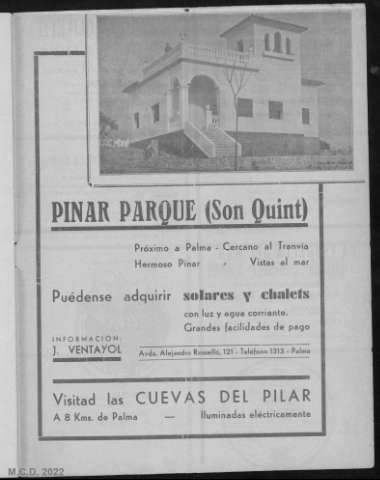 PINAR PARQUE (Son Quint)
Próximo a Palma - Cercano al Tranvía
Hermoso Pinar - Vistas al mar
Puédense adquirir solares y chalets
con luz y agua corriente.
Grandes facilidades de pago
INFORMACIÓN:
J. VENTAYOL
Avda. Alejandro Rosselló, 121 - Teléfono 1313 - Palma
Visitad las CUEVAS DEL PILAR
A 8 Kms. de Palma — Iluminadas eléctricamente
M.C.D. 2022